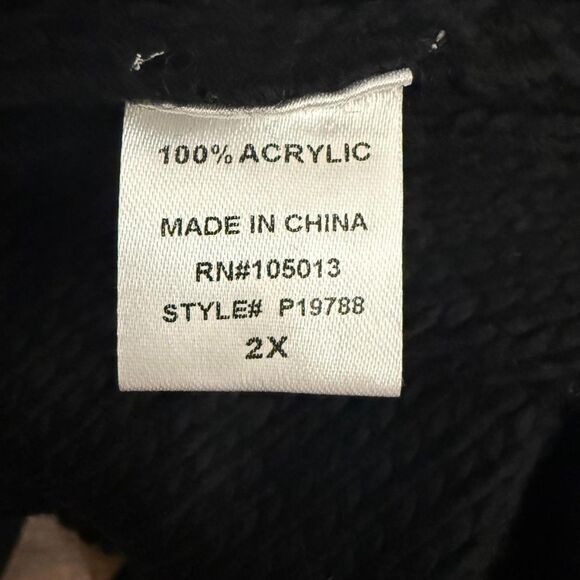 100% ACRYLIC
MADE IN CHINA
RN#105013
STYLE# P19788
2X